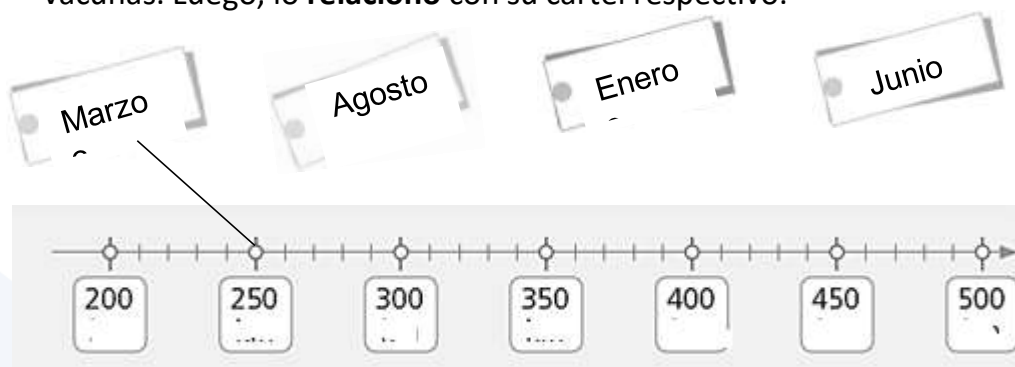 vacunas. Luego, lo relaciono con su cartel respectivo.
Marzo
Agosto
Enero
Junio
200 250 300 350 400 450 500